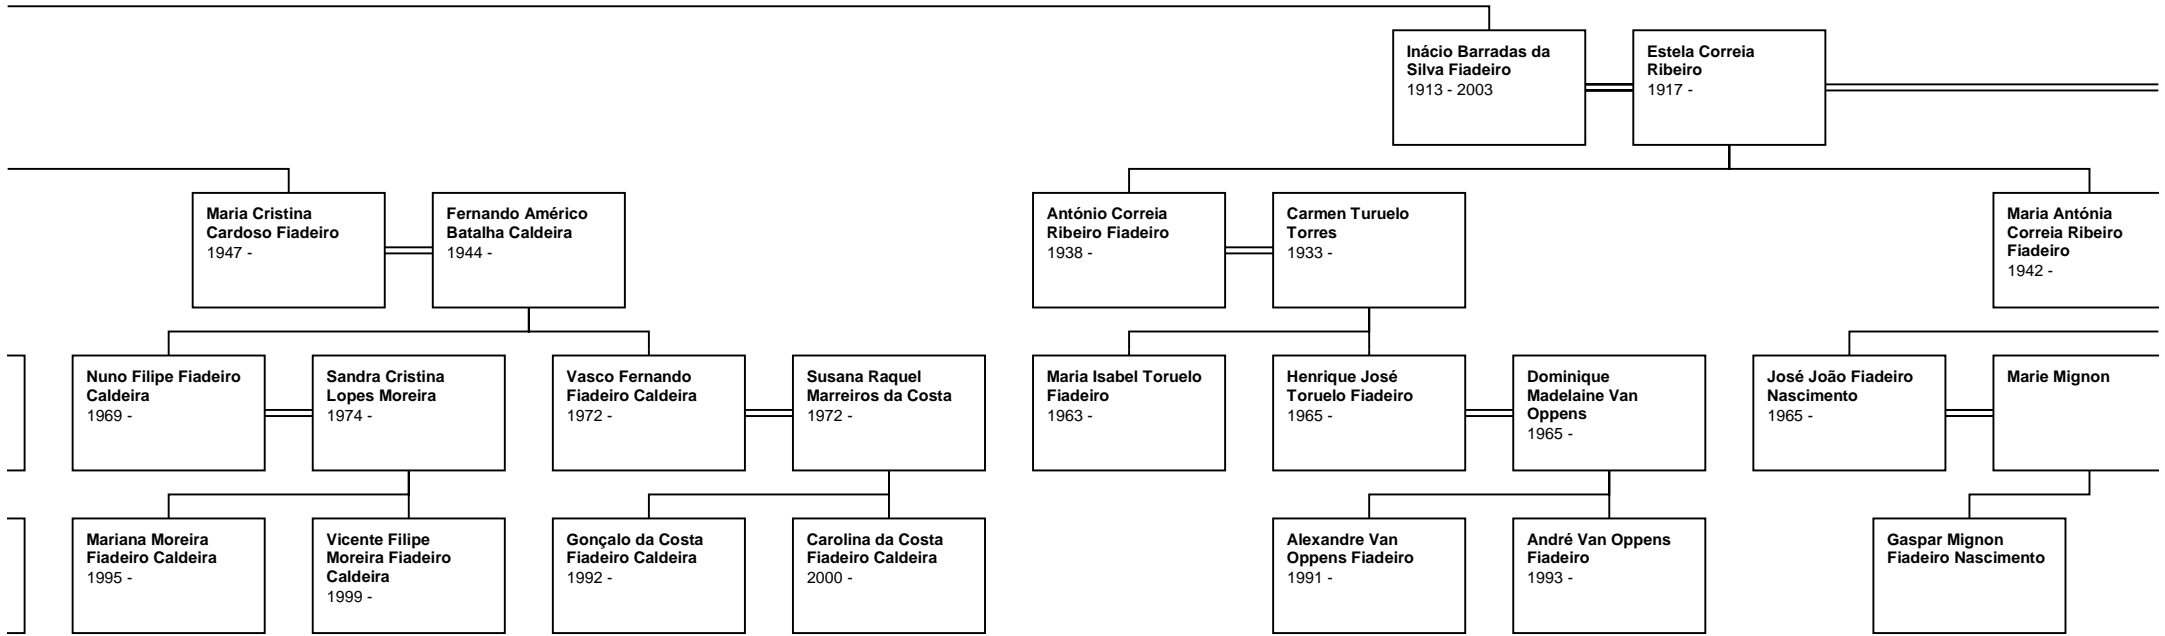 Inácio Barradas da
Silva Fiadeiro
1913 - 2003
Estela Correia
Ribeiro
1917 -
Maria Cristina
Cardoso Fiadeiro
1947 -
Fernando Américo
Batalha Caldeira
1944 -
António Correia
Ribeiro Fiadeiro
1938 -
Carmen Turuelo
Torres
1933 -
Maria Antónia
Correia Ribeiro
Fiadeiro
1942 -
Nuno Filipe Fiadeiro
Caldeira
1969 -
Sandra Cristina
Lopes Moreira
1974 -
Vasco Fernando
Fiadeiro Caldeira
1972 -
Susana Raquel
Marreiros da Costa
1972 -
Maria Isabel Toruelo
Fiadeiro
1963 -
Henrique José
Toruelo Fiadeiro
1965 -
Dominique
Madelaine Van
Oppens
1965 -
José João Fiadeiro
Nascimento
1965 -
Marie Mignon
Mariana Moreira
Fiadeiro Caldeira
1995 -
Vicente Filipe
Moreira Fiadeiro
Caldeira
1999 -
Gonçalo da Costa
Fiadeiro Caldeira
1992 -
Carolina da Costa
Fiadeiro Caldeira
2000 -
Alexandre Van
Oppens Fiadeiro
1991 -
André Van Oppens
Fiadeiro
1993 -
Gaspar Mignon
Fiadeiro Nascimento